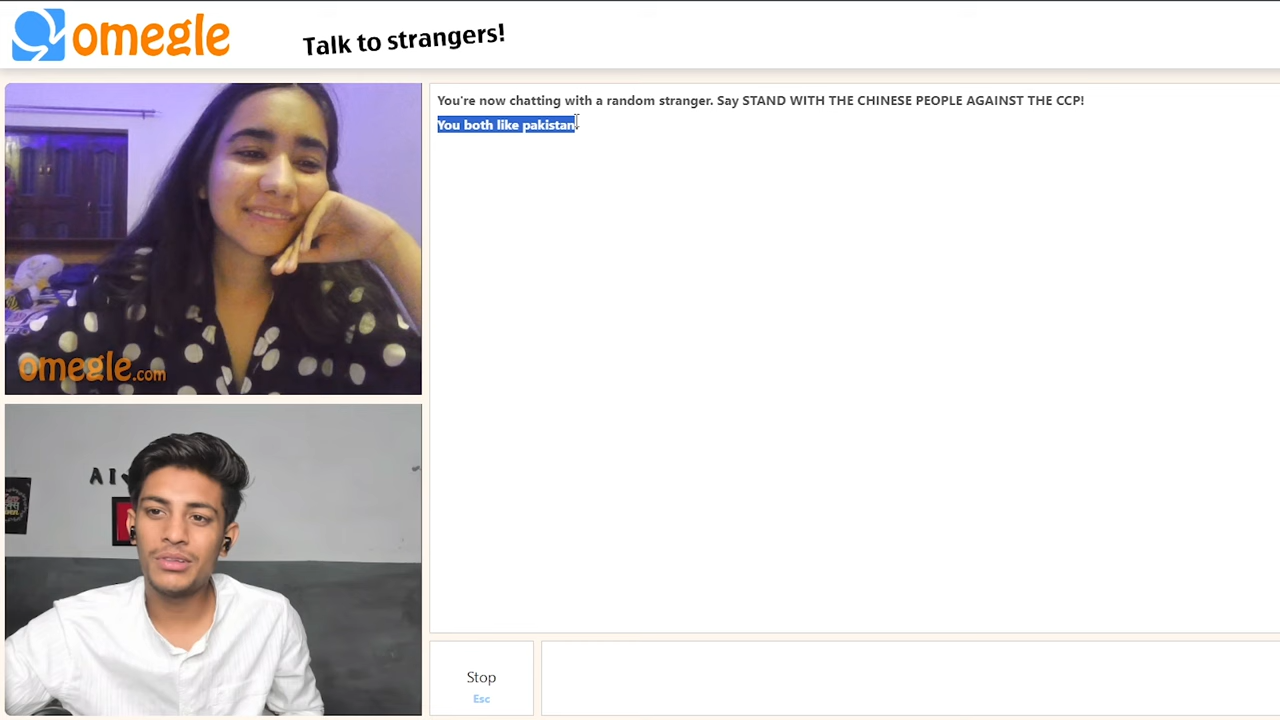 omegle
Talk to strangers!
You're now chatting with a random stranger. Say STAND WITH THE CHINESE PEOPLE AGAINST THE CCP!
You both like pakistan
omegle.com
AI
Stop
Esc